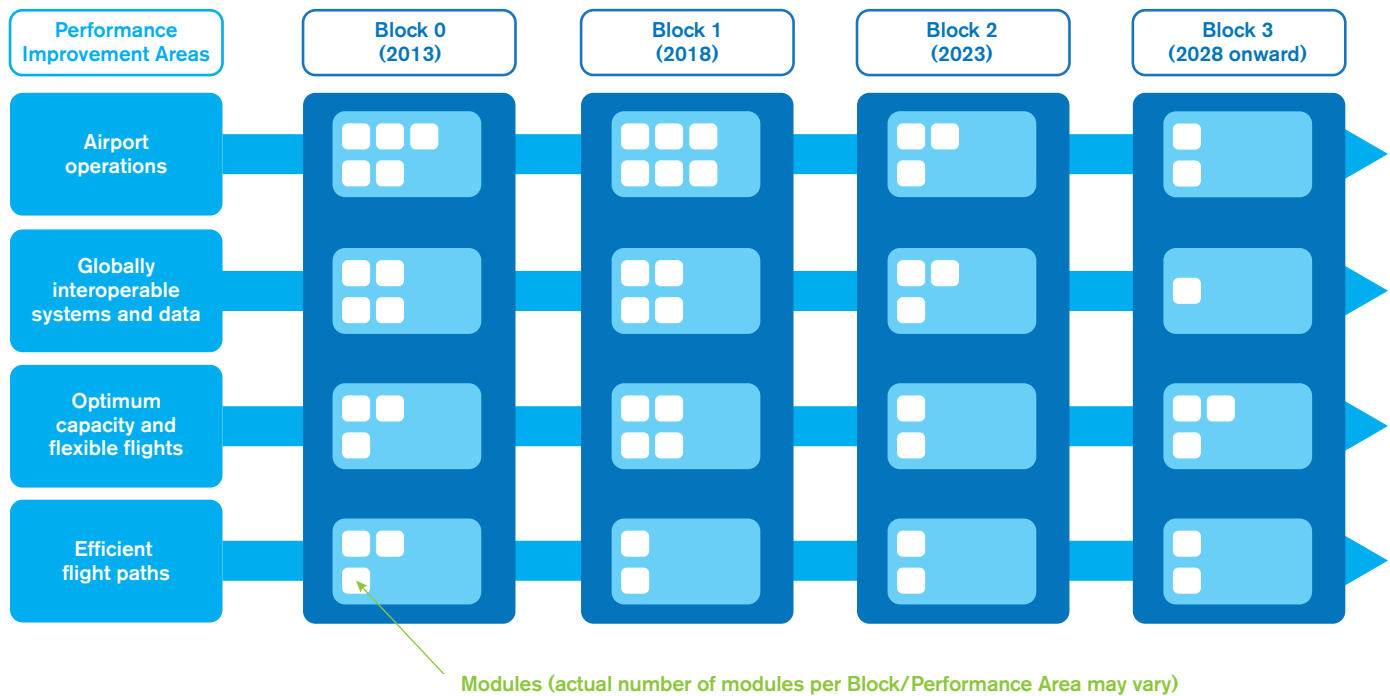 Performance
Improvement Areas
Block 0
(2013)
Block 1
(2018)
Block 2
(2023)
Block 3
(2028 onward)
Airport
operations
Globally
interoperable
systems and data
Optimum
capacity and
flexible flights
Efficient
flight paths
Modules (actual number of modules per Block/Performance Area may vary)